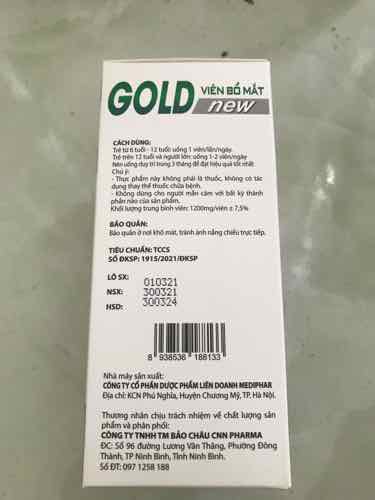 GOLD VIÊN BỔ MẮT
new
CÁCH DÙNG:
Trẻ từ 6 tuổi - 12 tuổi: uống 1 viên/lần/ngày.
Trẻ trên 12 tuổi và người lớn: uống 1-2 viên/ngày
Nên uống duy trì trong 3 tháng để đạt hiệu quả tốt nhất
Chú ý:
- Thực phẩm này không phải là thuốc, không có tác
dụng thay thế thuốc chữa bệnh.
- Không dùng cho người mẫn cảm với bất kỳ thành
phần nào của sản phẩm.
Khối lượng trung bình viên: 1200mg/viên ± 7,5%
BẢO QUẢN:
Bảo quản ở nơi khô mát, tránh ánh nắng chiếu trực tiếp.
TIÊU CHUẨN: TCCS
SỐ ĐKSP: 1915/2021/ĐKSP
LÔ SX: 010321
NSX: 300321
HSD: 300324
8 938536 188133
Nhà máy sản xuất:
CÔNG TY CỔ PHẦN DƯỢC PHẨM LIÊN DOANH MEDIPHAR
Địa chỉ: KCN Phú Nghĩa, Huyện Chương Mỹ, TP. Hà Nội.
Thương nhân chịu trách nhiệm về chất lượng sản
phẩm và phân phối:
CÔNG TY TNHH TM BẢO CHÂU CNN PHARMA
ĐC: Số 96 đường Lương Văn Thăng, Phường Đông
Thành, TP Ninh Bình, Tỉnh Ninh Bình.
Số ĐT: 097 1258 188